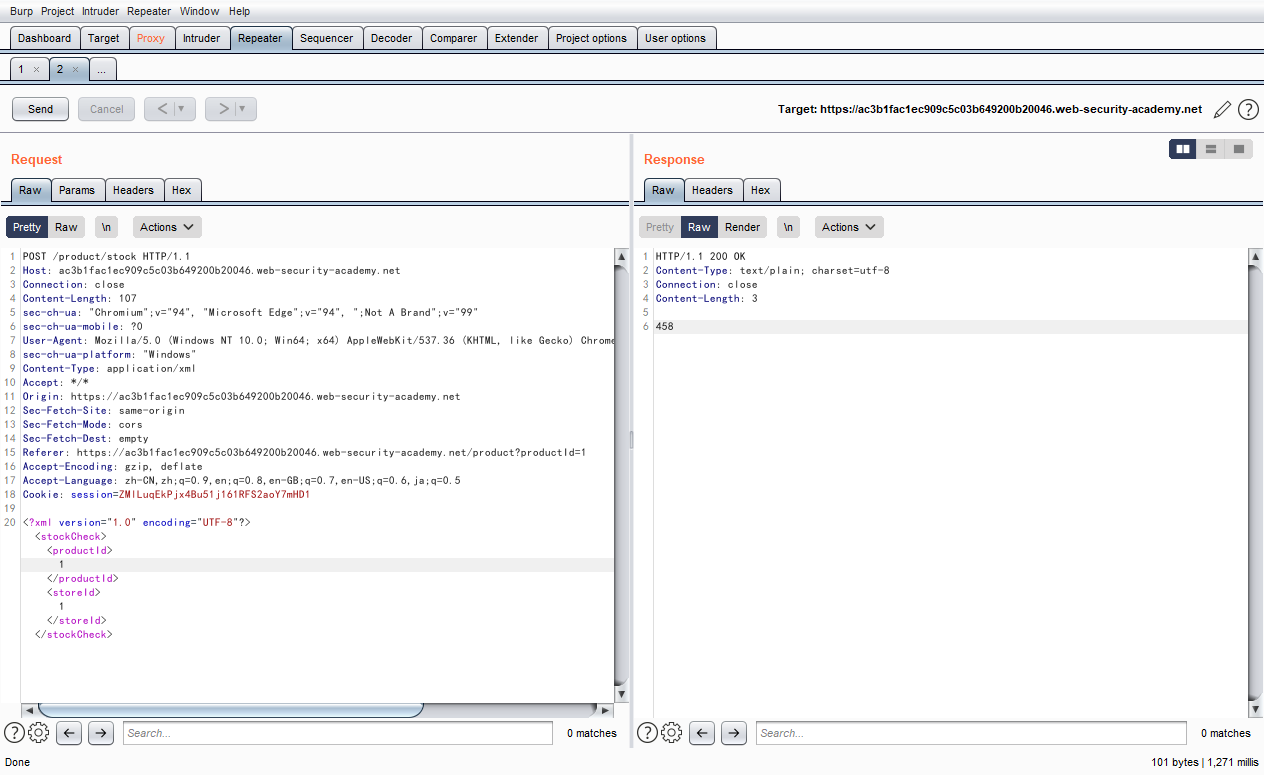 Burp Project Intruder Repeater Window Help
Dashboard Target Proxy Intruder Repeater Sequencer Decoder Comparer Extender Project options User options
1 × 2 × ...
Send Cancel < | ▼ > | ▼ Target: https://ac3b1fac1ec909c5c03b649200b20046.web-security-academy.net ?
Request
Raw Params Headers Hex
Pretty Raw \n Actions
1 POST /product/stock HTTP/1.1
2 Host: ac3b1fac1ec909c5c03b649200b20046.web-security-academy.net
3 Connection: close
4 Content-Length: 107
5 sec-ch-ua: "Chromium";v="94", "Microsoft Edge";v="94", ";Not A Brand";v="99"
6 sec-ch-ua-mobile: ?0
7 User-Agent: Mozilla/5.0 (Windows NT 10.0; Win64; x64) AppleWebKit/537.36 (KHTML, like Gecko) Chrome
8 sec-ch-ua-platform: "Windows"
9 Content-Type: application/xml
10 Accept: */*
11 Origin: https://ac3b1fac1ec909c5c03b649200b20046.web-security-academy.net
12 Sec-Fetch-Site: same-origin
13 Sec-Fetch-Mode: cors
14 Sec-Fetch-Dest: empty
15 Referer: https://ac3b1fac1ec909c5c03b649200b20046.web-security-academy.net/product?productId=1
16 Accept-Encoding: gzip, deflate
17 Accept-Language: zh-CN,zh;q=0.9,en;q=0.8,en-GB;q=0.7,en-US;q=0.6,ja;q=0.5
18 Cookie: session=ZMlLuqEkPjx4Bu51j161RFS2aoY7mHD1
19
20 <?xml version="1.0" encoding="UTF-8"?>
<stockCheck>
<productId>
1
</productId>
<storeId>
1
</storeId>
</stockCheck>
? Search... 0 matches
Response
Raw Headers Hex
Pretty Raw Render \n Actions
1 HTTP/1.1 200 OK
2 Content-Type: text/plain; charset=utf-8
3 Connection: close
4 Content-Length: 3
5
6 458
? Search... 0 matches
Done 101 bytes | 1,271 millis